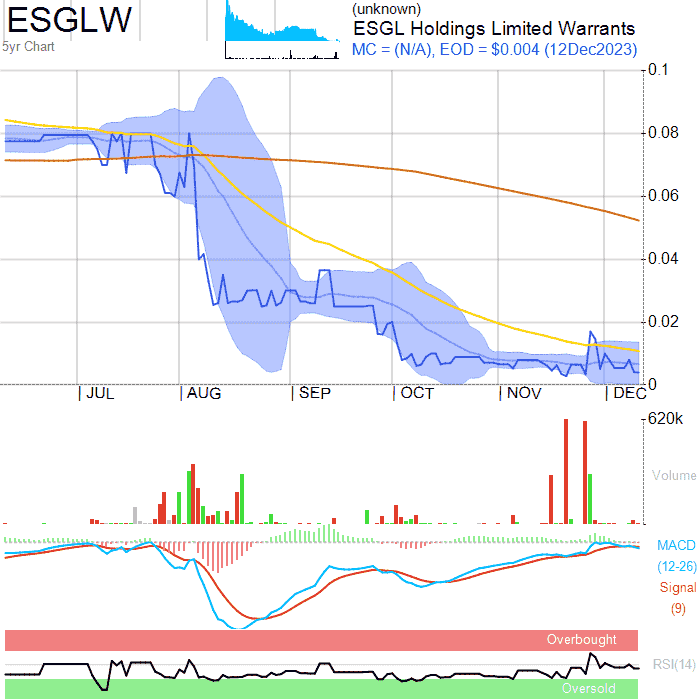 ESGLW
5yr Chart
(unknown)
ESGL Holdings Limited Warrants
MC = (N/A), EOD = $0.004 (12Dec2023)
0.1
0.08
0.06
0.04
0.02
0
JUL
AUG
SEP
OCT
NOV
DEC
620k
Volume
MACD
(12-26)
Signal
(9)
Overbought
RSI(14)
Oversold